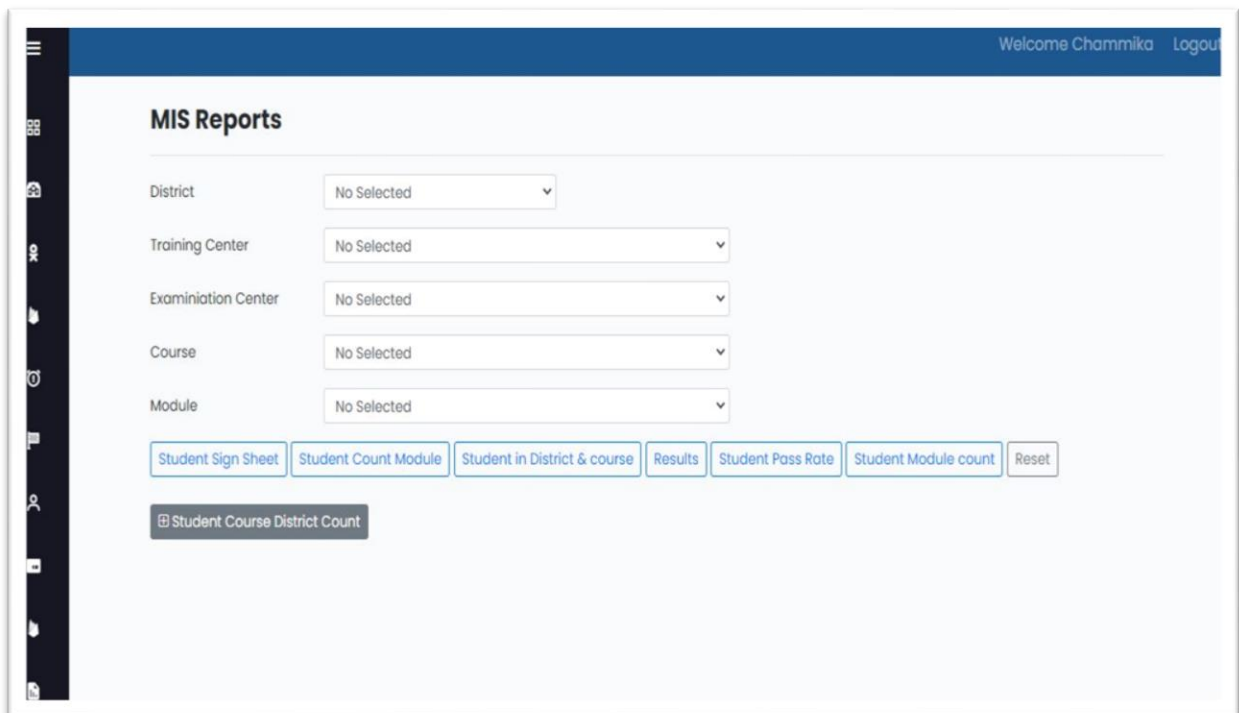 Welcome Chammika Logout
MIS Reports
District No Selected
Training Center No Selected
Examiniation Center No Selected
Course No Selected
Module No Selected
Student Sign Sheet Student Count Module Student in District & course Results Student Pass Rate Student Module count Reset
Student Course District Count